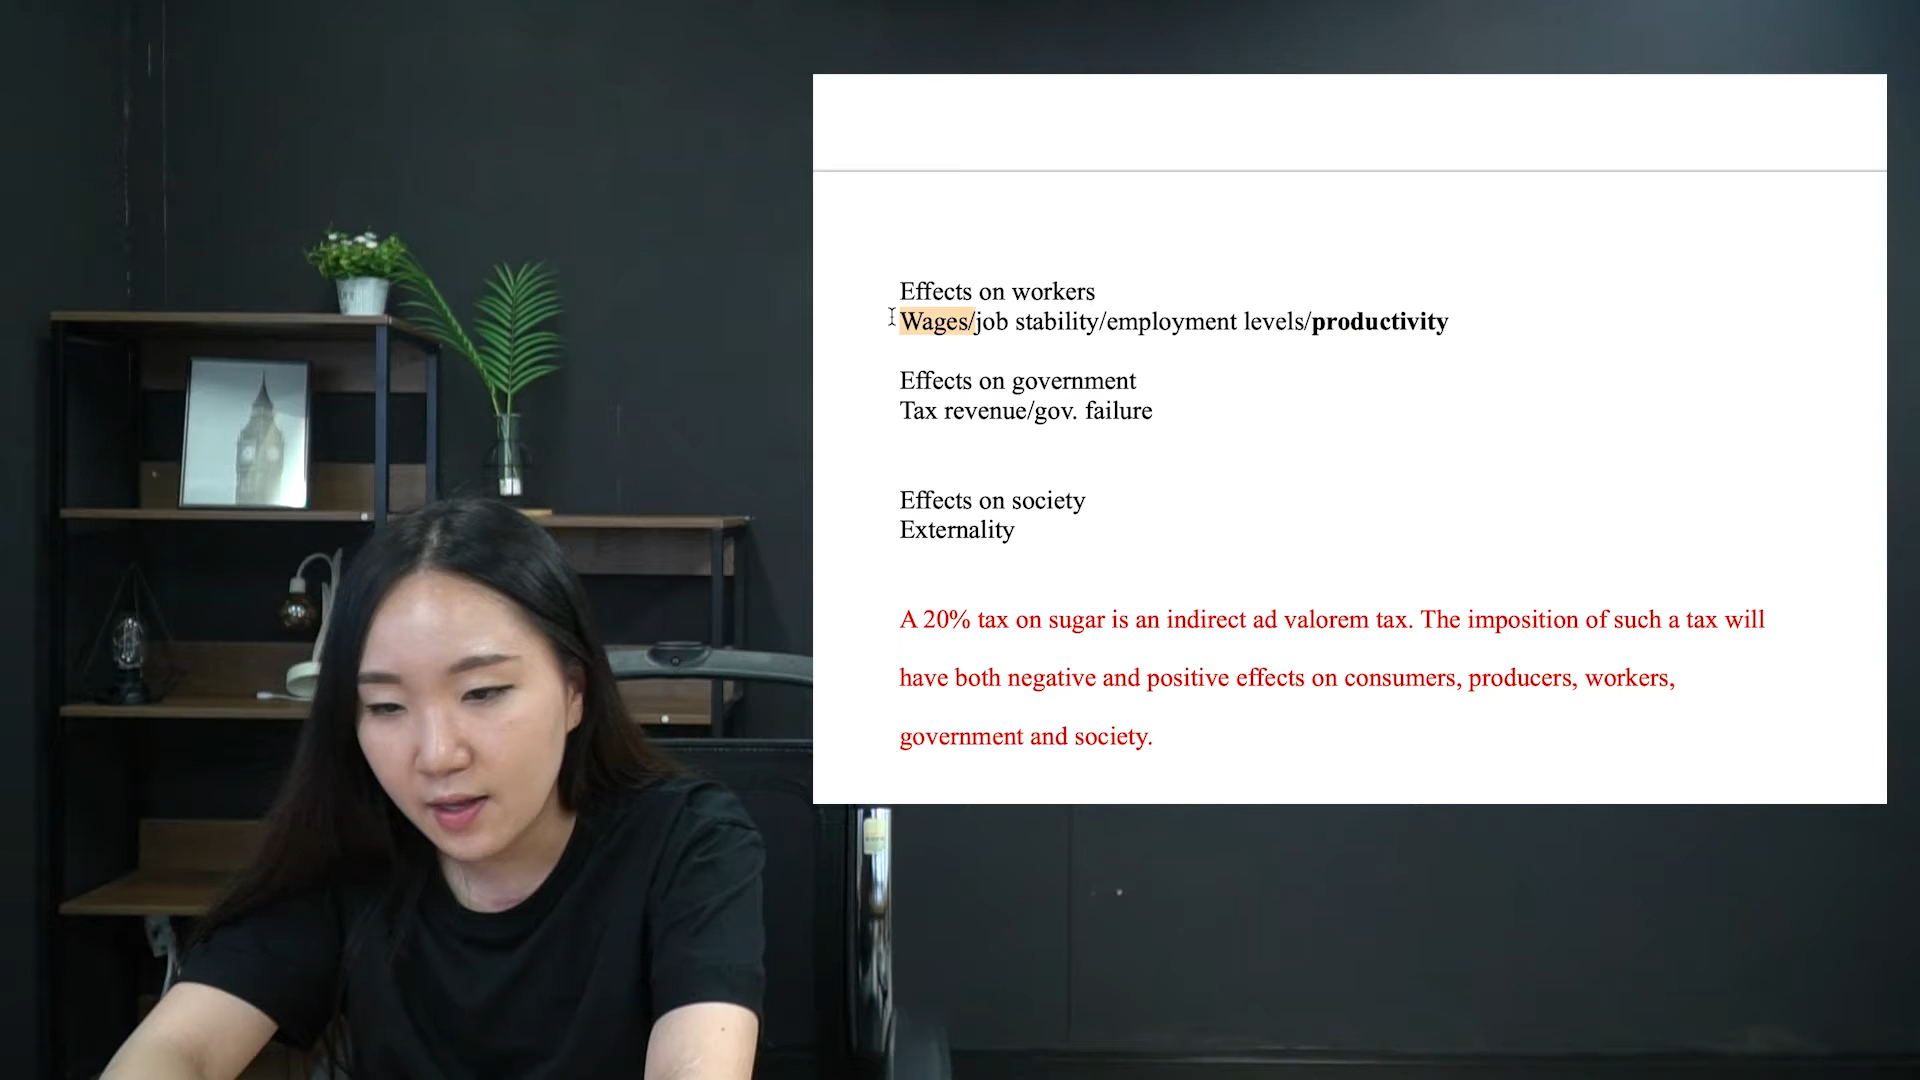 Effects on workers
Wages/job stability/employment levels/productivity
Effects on government
Tax revenue/gov. failure
Effects on society
Externality
A 20% tax on sugar is an indirect ad valorem tax. The imposition of such a tax will
have both negative and positive effects on consumers, producers, workers,
government and society.